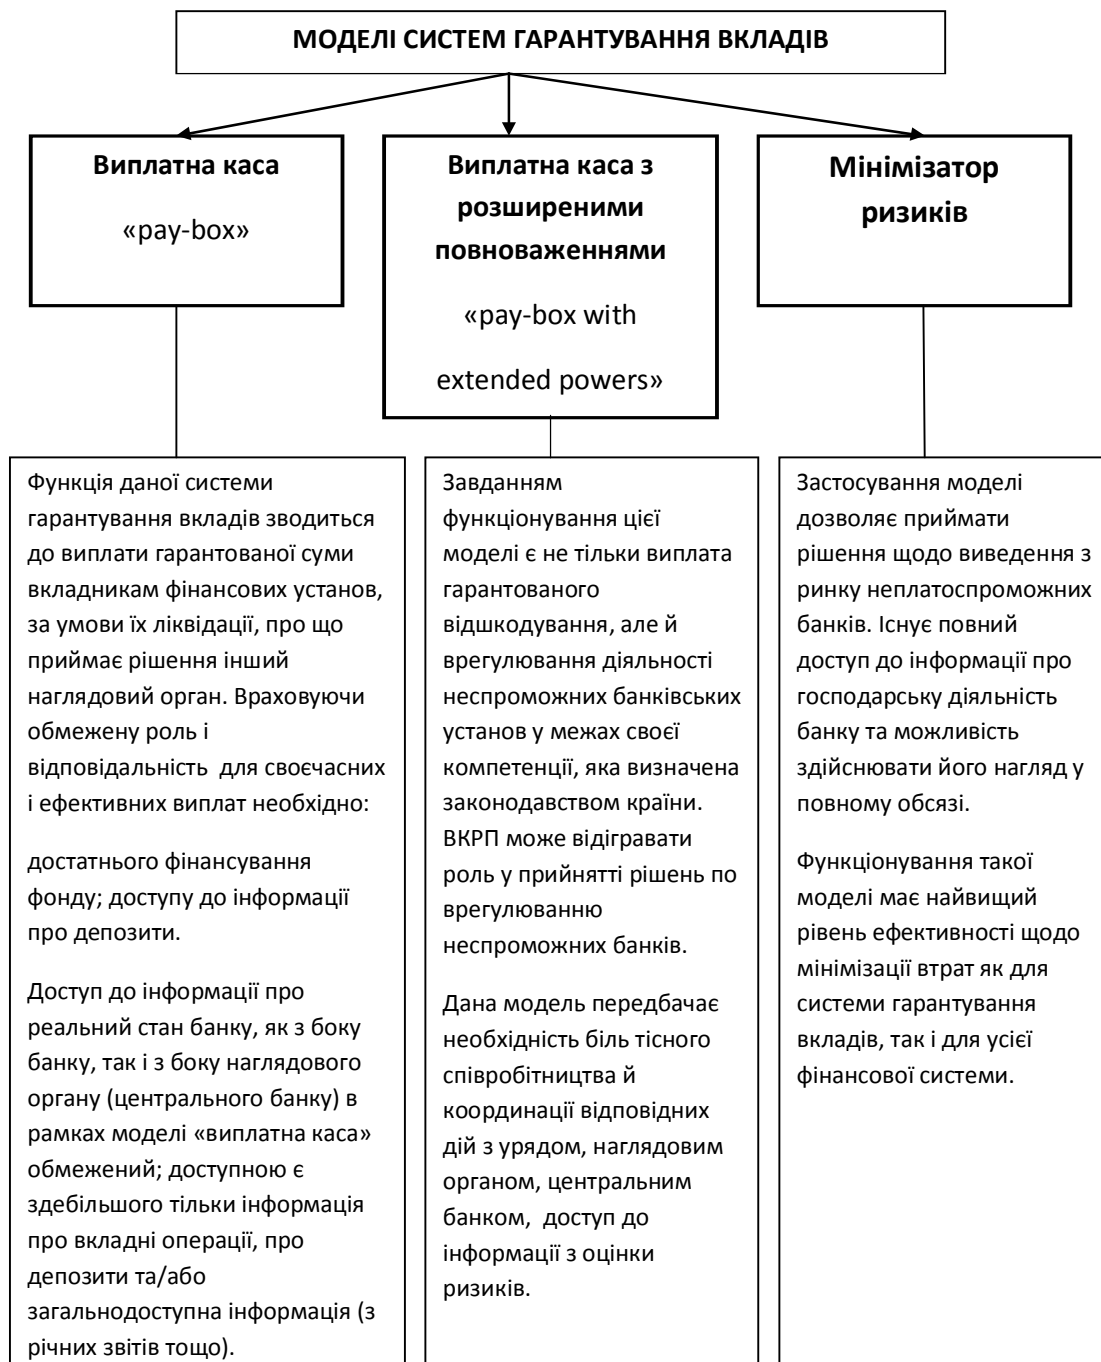 МОДЕЛІ СИСТЕМ ГАРАНТУВАННЯ ВКЛАДІВ
Виплатна каса
«pay-box»
Виплатна каса з
розширеними
повноваженнями
«pay-box with
extended powers»
Мінімізатор
ризиків
Функція даної системи
гарантування вкладів зводиться
до виплати гарантованої суми
вкладникам фінансових установ,
за умови їх ліквідації, про що
приймає рішення інший
наглядовий орган. Враховуючи
обмежену роль і
відповідальність для своєчасних
і ефективних виплат необхідно:
достатнього фінансування
фонду; доступу до інформації
про депозити.
Доступ до інформації про
реальний стан банку, як з боку
банку, так і з боку наглядового
органу (центрального банку) в
рамках моделі «виплатна каса»
обмежений; доступною є
здебільшого тільки інформація
про вкладні операції, про
депозити та/або
загальнодоступна інформація (з
річних звітів тощо).
Завданням
функціонування цієї
моделі є не тільки виплата
гарантованого
відшкодування, але й
врегулювання діяльності
неспроможних банківських
установ у межах своєї
компетенції, яка визначена
законодавством країни.
ВКРП може відігравати
роль у прийнятті рішень по
врегулюванню
неспроможних банків.
Дана модель передбачає
необхідність біль тісного
співробітництва й
координації відповідних
дій з урядом, наглядовим
органом, центральним
банком, доступ до
інформації з оцінки
ризиків.
Застосування моделі
дозволяє приймати
рішення щодо виведення з
ринку неплатоспроможних
банків. Існує повний
доступ до інформації про
господарську діяльність
банку та можливість
здійснювати його нагляд у
повному обсязі.
Функціонування такої
моделі має найвищий
рівень ефективності щодо
мінімізації втрат як для
системи гарантування
вкладів, так і для усієї
фінансової системи.